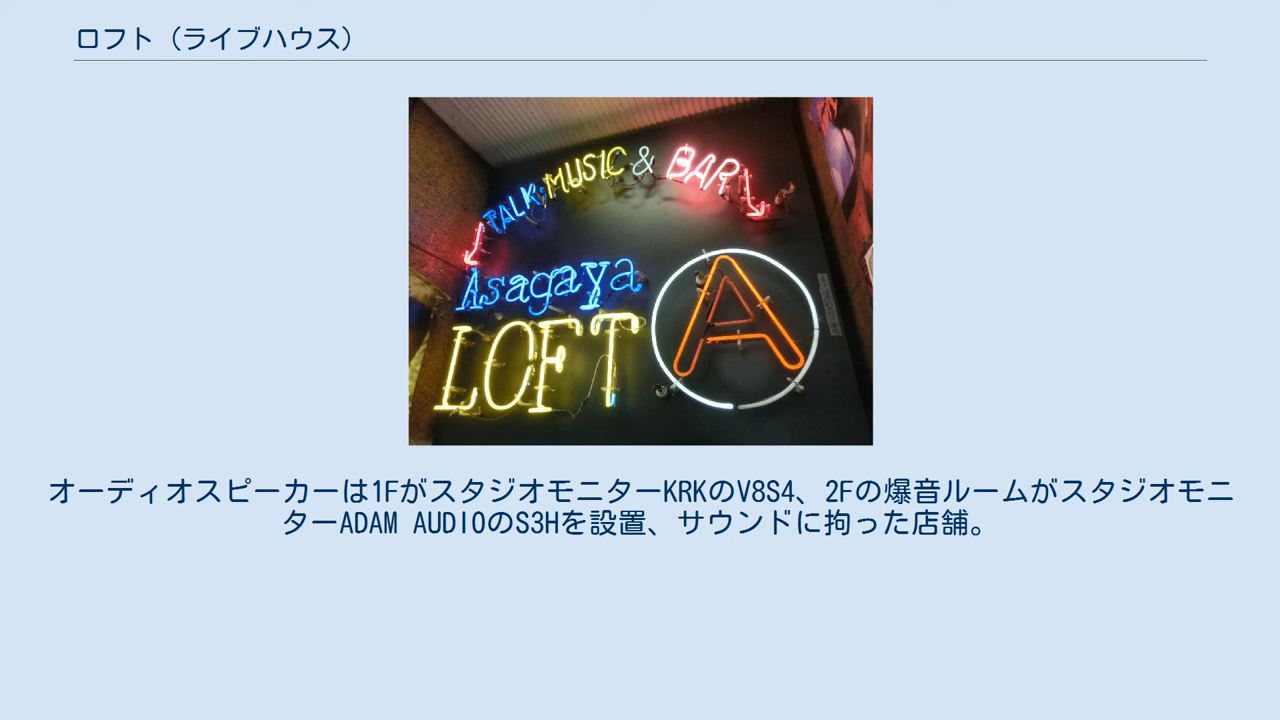 ロフト（ライブハウス）
TALK MUSIC & BAR
Asagaya
LOFT A
オーディオスピーカーは1FがスタジオモニターKRKのV8S4、2Fの爆音ルームがスタジオモニ
ターADAM AUDIOのS3Hを設置、サウンドに拘った店舗。